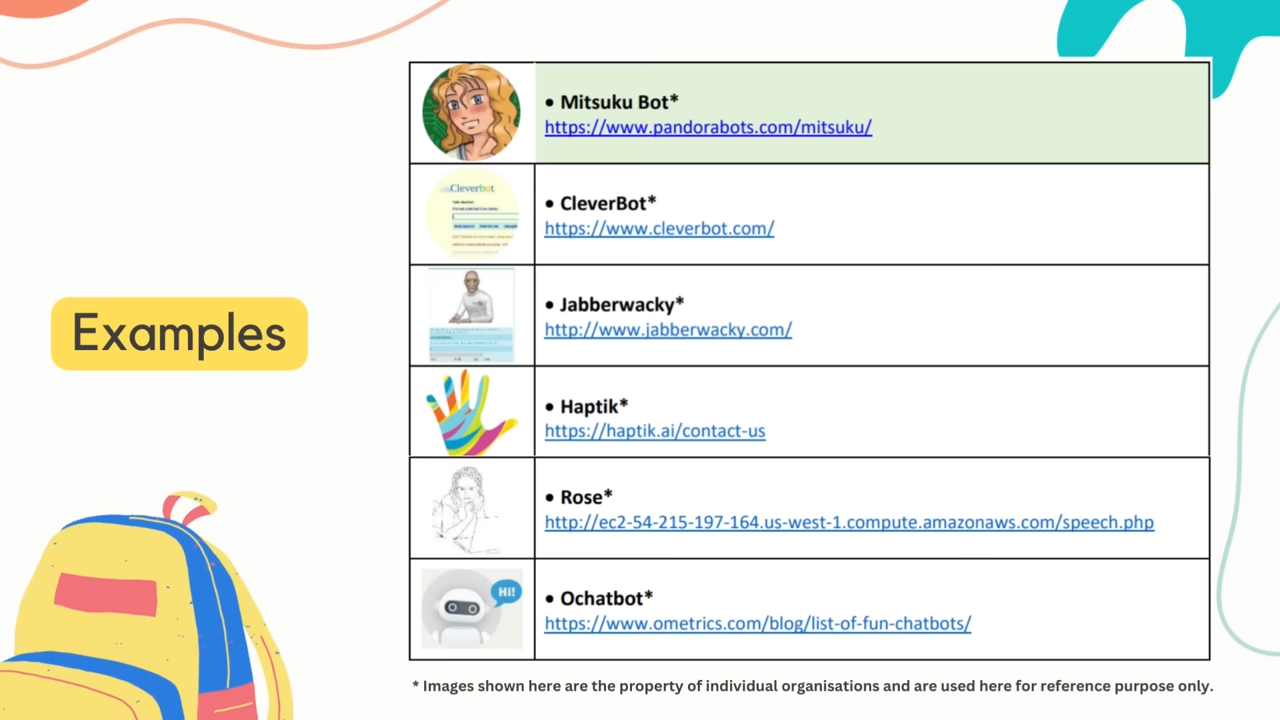 • Mitsuku Bot*
https://www.pandorabots.com/mitsuku/
Cleverbot
• CleverBot*
https://www.cleverbot.com/
• Jabberwacky*
http://www.jabberwacky.com/
Examples
• Haptik*
https://haptik.ai/contact-us
• Rose*
http://ec2-54-215-197-164.us-west-1.compute.amazonaws.com/speech.php
HI!
• Ochatbot*
https://www.ometrics.com/blog/list-of-fun-chatbots/
* Images shown here are the property of individual organisations and are used here for reference purpose only.